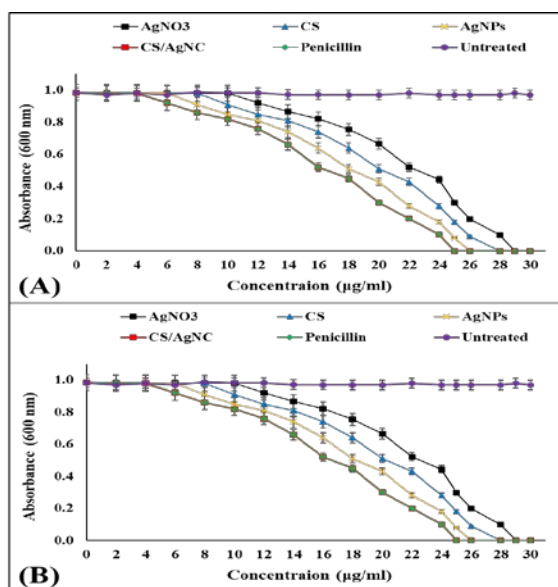 AgNO3 CS AgNPs
CS/AgNC Penicillin Untreated
Absorbance (600 nm)
1.0
0.8
0.6
0.4
0.2
0.0
0 2 4 6 8 10 12 14 16 18 20 22 24 26 28 30
Concentraion (µg/ml)
(A)
AgNO3 CS AgNPs
CS/AgNC Penicillin Untreated
Absorbance (600 nm)
1.0
0.8
0.6
0.4
0.2
0.0
0 2 4 6 8 10 12 14 16 18 20 22 24 26 28 30
Concentraion (µg/ml)
(B)